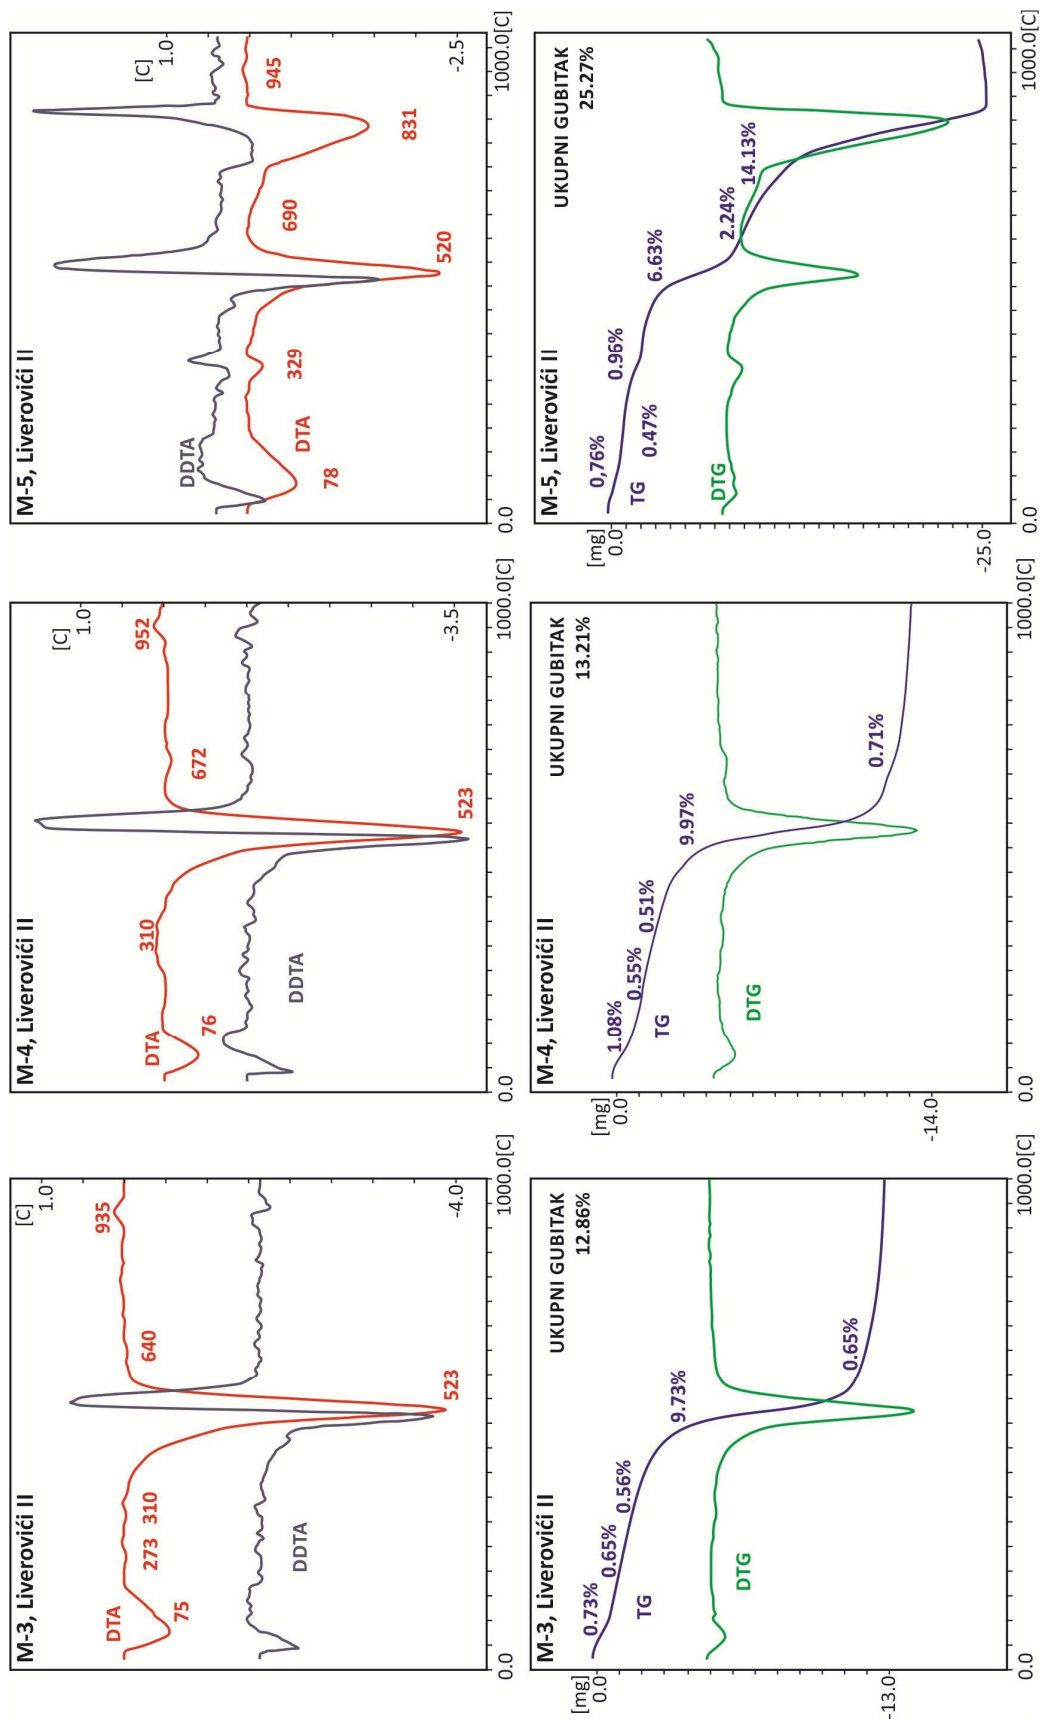 M-3, Liverovići II
[C]
1.0
DTA
75
273
310
523
640
935
DDTA
-4.0
0.0
1000.0[C]
M-4, Liverovići II
[C]
1.0
DTA
76
310
523
672
952
DDTA
-3.5
0.0
1000.0[C]
M-5, Liverovići II
[C]
1.0
DDTA
DTA
78
329
520
690
831
945
-2.5
0.0
1000.0[C]
M-3, Liverovići II
UKUPNI GUBITAK
12.86%
[mg]
0.0
0.73%
TG
0.65%
0.56%
9.73%
0.65%
DTG
-13.0
0.0
1000.0[C]
M-4, Liverovići II
UKUPNI GUBITAK
13.21%
[mg]
0.0
1.08%
TG
0.55%
0.51%
9.97%
0.71%
DTG
-14.0
0.0
1000.0[C]
M-5, Liverovići II
UKUPNI GUBITAK
25.27%
[mg]
0.0
0,76%
TG
0.47%
0.96%
6.63%
2.24%
14.13%
DTG
-25.0
0.0
1000.0[C]